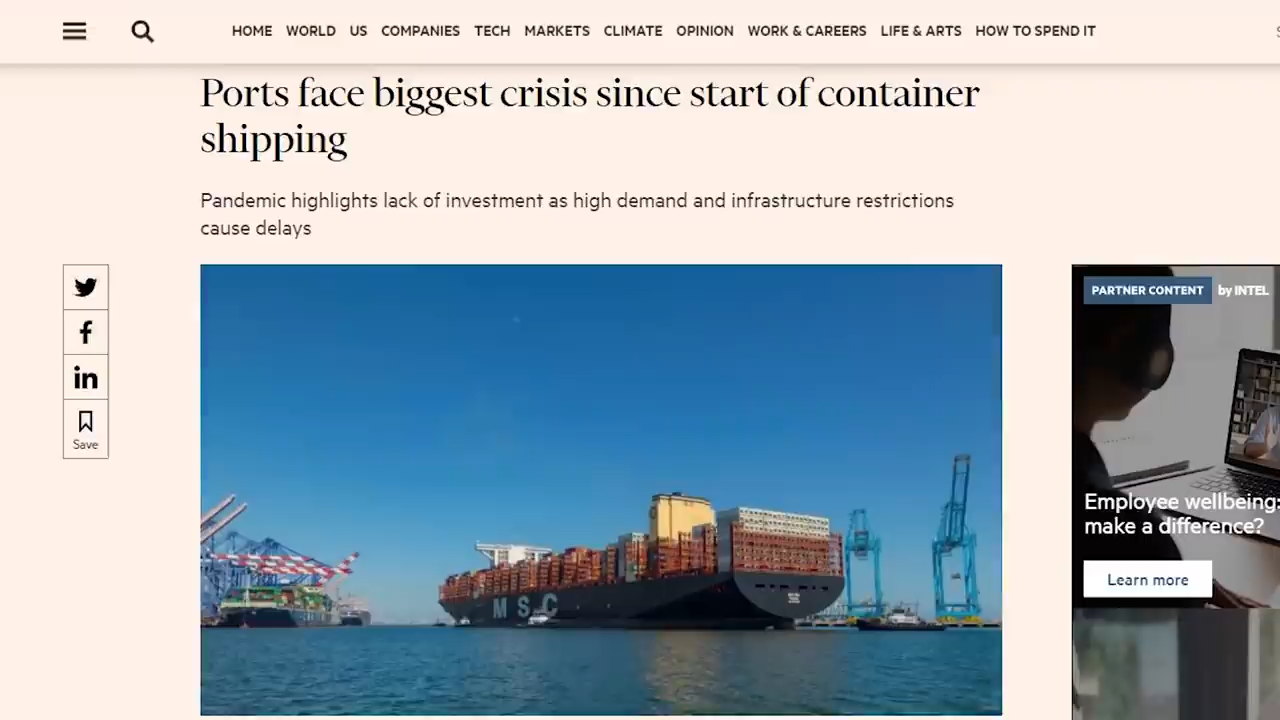 HOME WORLD US COMPANIES TECH MARKETS CLIMATE OPINION WORK & CAREERS LIFE & ARTS HOW TO SPEND IT
Ports face biggest crisis since start of container
shipping
Pandemic highlights lack of investment as high demand and infrastructure restrictions
cause delays
Save
MSC
PARTNER CONTENT by INTEL
Employee wellbeing:
make a difference?
Learn more